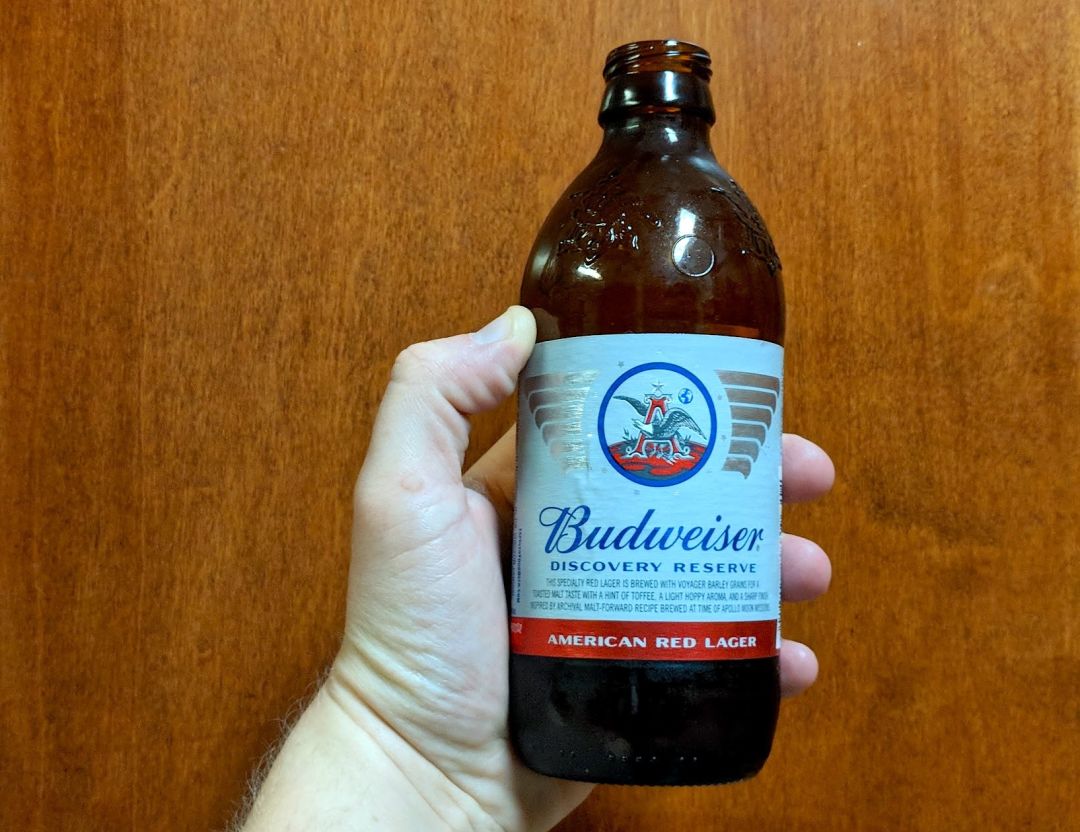 Budweiser
DISCOVERY RESERVE
THIS SPECIALTY RED LAGER IS BREWED WITH VOYAGER BARLEY GRAINS FOR A
TOASTED MALT TASTE WITH A HINT OF TOFFEE, A LIGHT HOPPY AROMA, AND A SHARP FINISH
INSPIRED BY ARCHIVAL MALT-FORWARD RECIPE BREWED AT TIME OF APOLLO MOON MISSIONS
AMERICAN RED LAGER